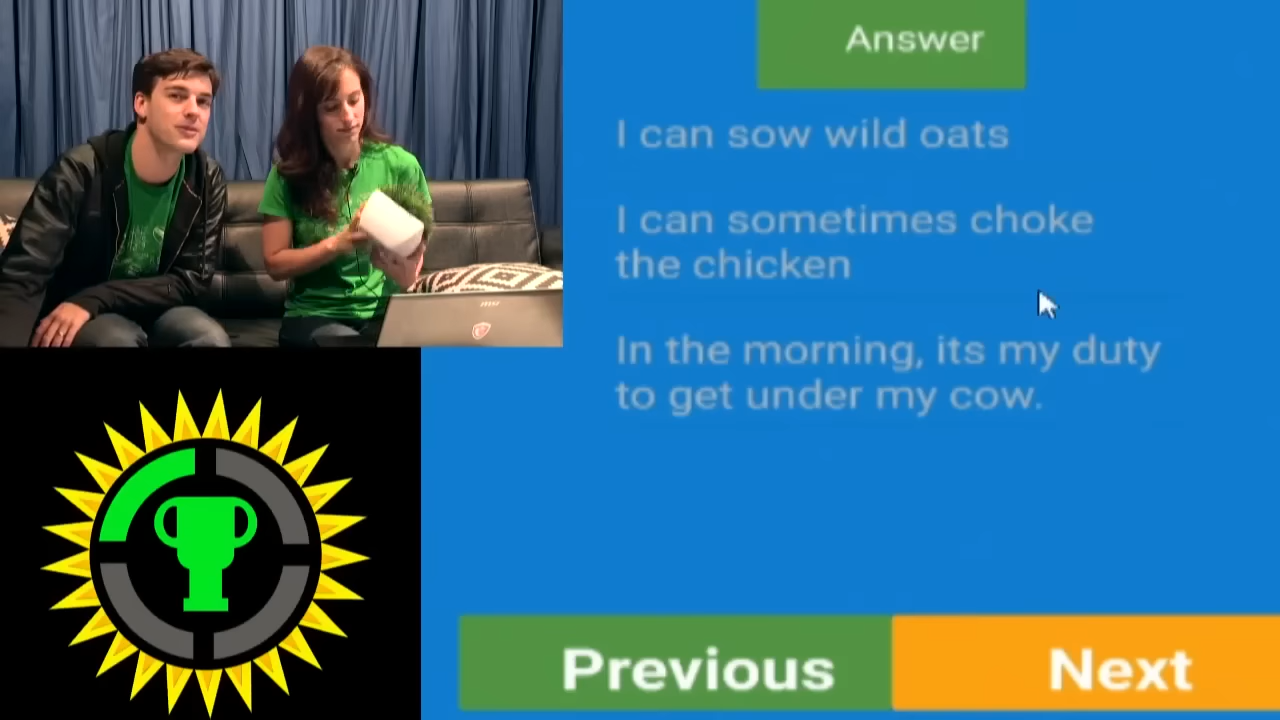 Answer
I can sow wild oats
I can sometimes choke
the chicken
In the morning, its my duty
to get under my cow.
Previous
Next
msi